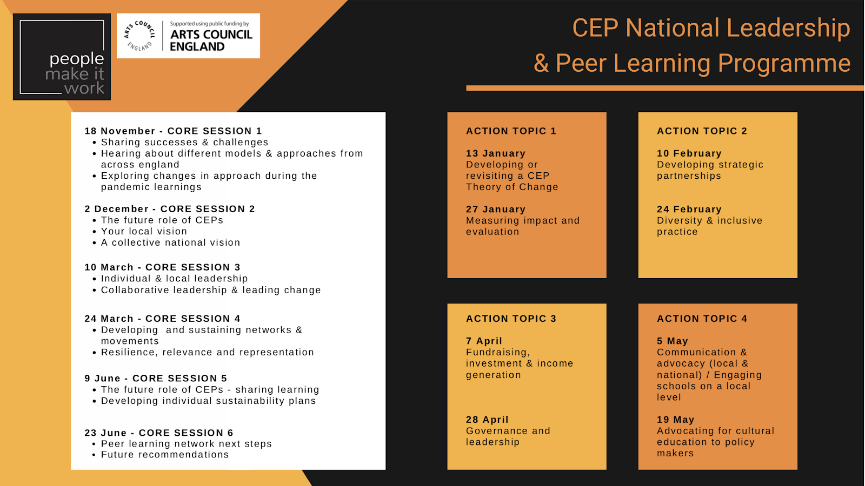 people
make it
work
ARTS COUNCIL
ENGLAND
Supported using public funding by
ARTS COUNCIL
ENGLAND
CEP National Leadership
& Peer Learning Programme
18 November - CORE SESSION 1
• Sharing successes & challenges
• Hearing about different models & approaches from
across england
• Exploring changes in approach during the
pandemic learnings
2 December - CORE SESSION 2
• The future role of CEPs
• Your local vision
• A collective national vision
10 March - CORE SESSION 3
• Individual & local leadership
• Collaborative leadership & leading change
24 March - CORE SESSION 4
• Developing and sustaining networks &
movements
• Resilience, relevance and representation
9 June - CORE SESSION 5
• The future role of CEPs - sharing learning
• Developing individual sustainability plans
23 June - CORE SESSION 6
• Peer learning network next steps
• Future recommendations
ACTION TOPIC 1
13 January
Developing or
revisiting a CEP
Theory of Change
27 January
Measuring impact and
evaluation
ACTION TOPIC 2
10 February
Developing strategic
partnerships
24 February
Diversity & inclusive
practice
ACTION TOPIC 3
7 April
Fundraising,
investment & income
generation
28 April
Governance and
leadership
ACTION TOPIC 4
5 May
Communication &
advocacy (local &
national) / Engaging
schools on a local
level
19 May
Advocating for cultural
education to policy
makers